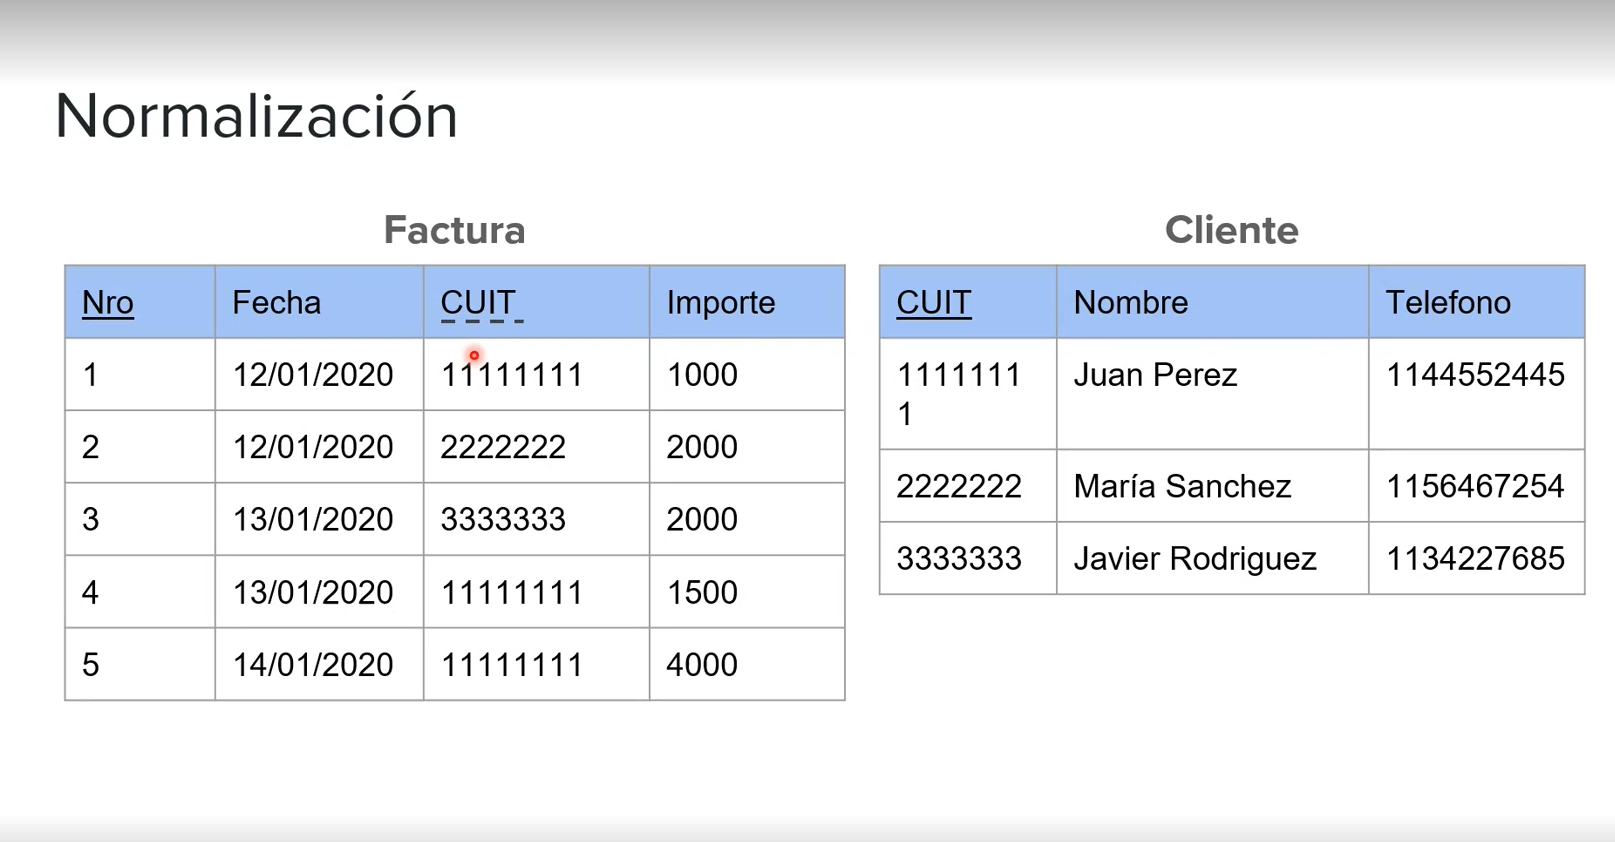 Normalización
Factura
Nro Fecha CUIT Importe
1 12/01/2020 11111111 1000
2 12/01/2020 2222222 2000
3 13/01/2020 3333333 2000
4 13/01/2020 11111111 1500
5 14/01/2020 11111111 4000
Cliente
CUIT Nombre Telefono
1111111 Juan Perez 1144552445
1
2222222 María Sanchez 1156467254
3333333 Javier Rodriguez 1134227685